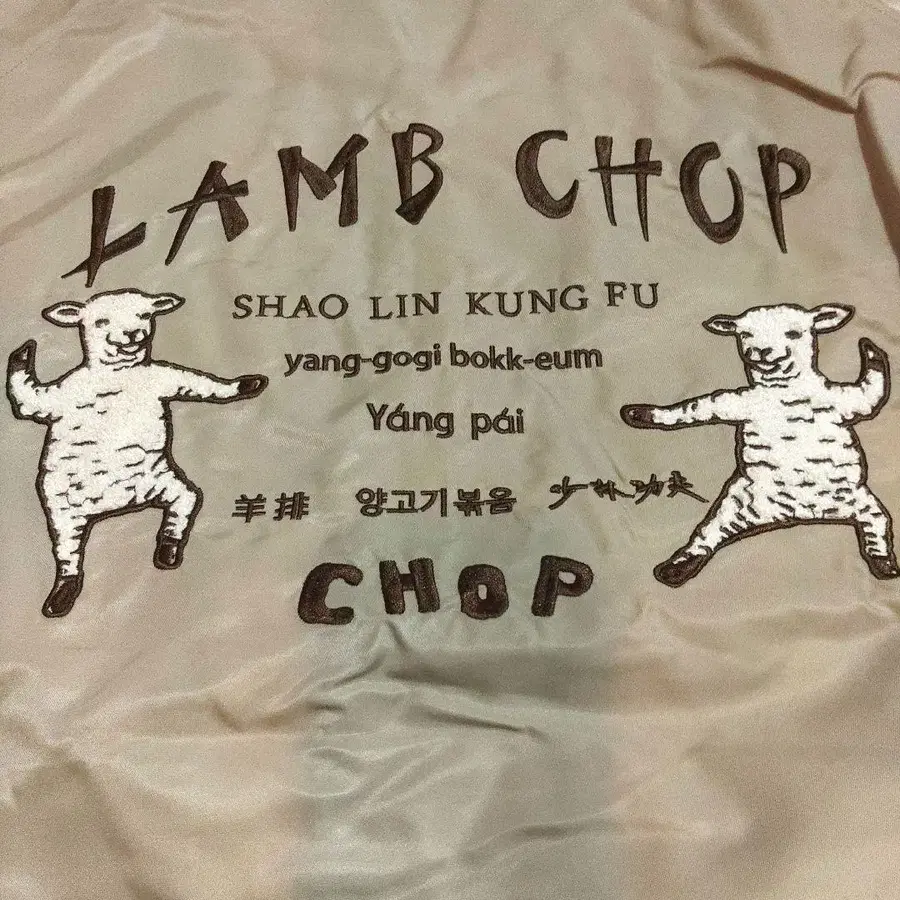 LAMB CHOP
SHAO LIN KUNG FU
yang-gogi bokk-eum
Yáng pái
羊排 양고기볶음 少林功夫
CHOP